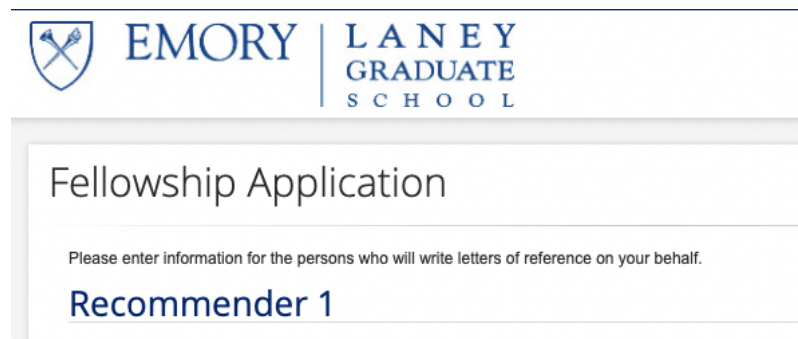 EMORY
LANEY
GRADUATE
SCHOOL
Fellowship Application
Please enter information for the persons who will write letters of reference on your behalf.
Recommender 1